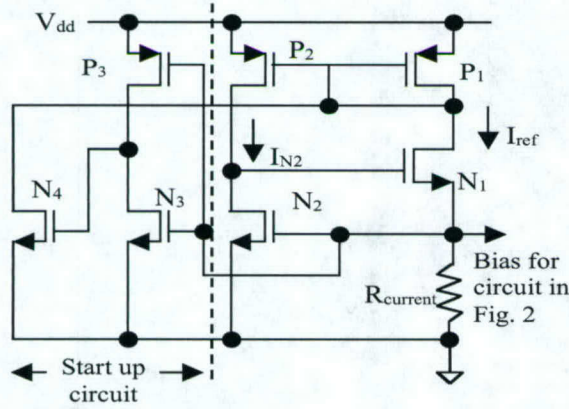 Vdd
P3
P2
P1
IN2
Iref
N4
N3
N2
N1
Rcurrent
Bias for
circuit in
Fig. 2
Start up
circuit